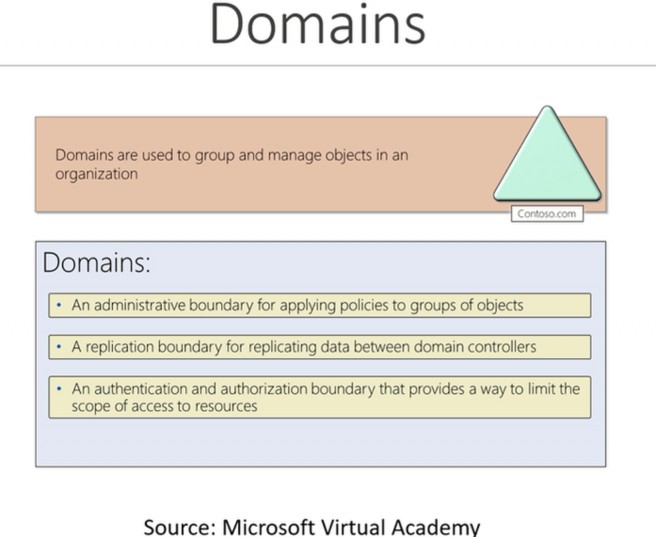 Domains
Domains are used to group and manage objects in an
organization
Contoso.com
Domains:
• An administrative boundary for applying policies to groups of objects
• A replication boundary for replicating data between domain controllers
• An authentication and authorization boundary that provides a way to limit the
scope of access to resources
Source: Microsoft Virtual Academy